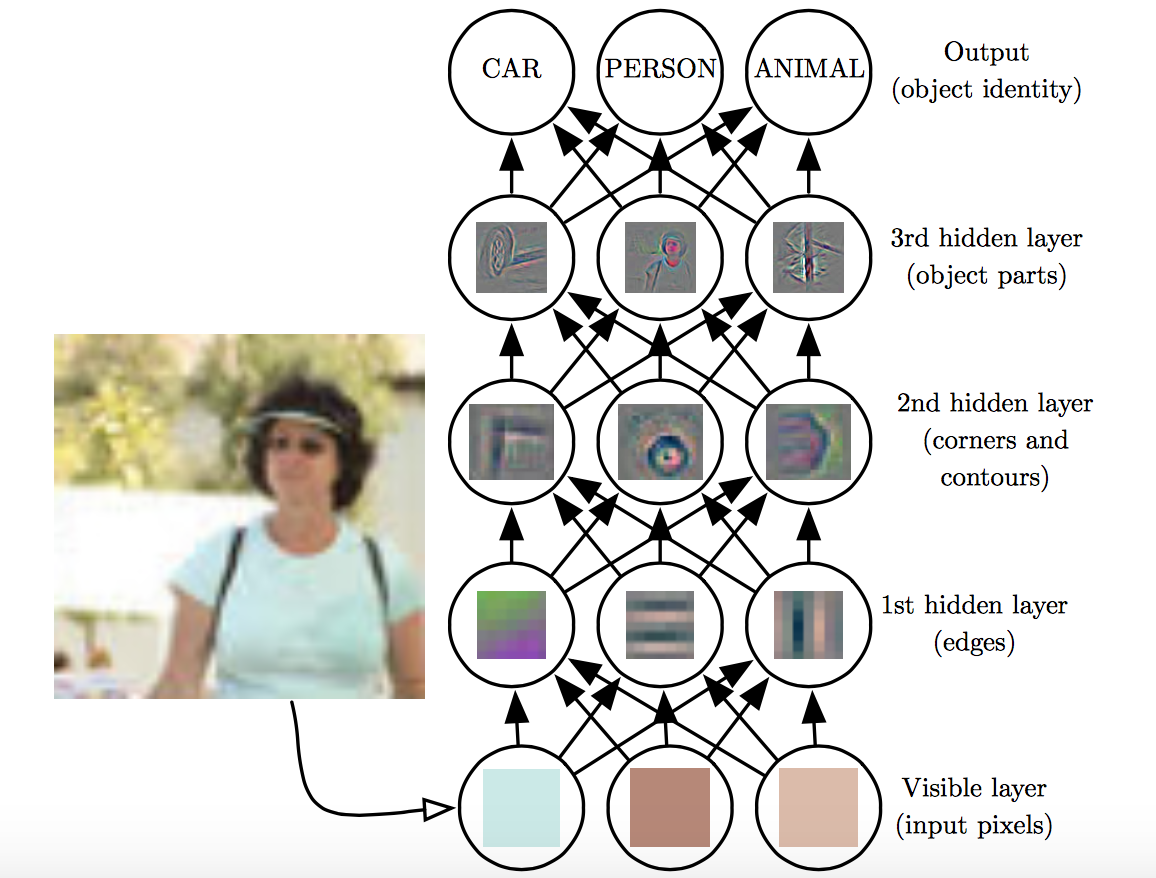 CAR PERSON ANIMAL
Output
(object identity)
3rd hidden layer
(object parts)
2nd hidden layer
(corners and
contours)
1st hidden layer
(edges)
Visible layer
(input pixels)